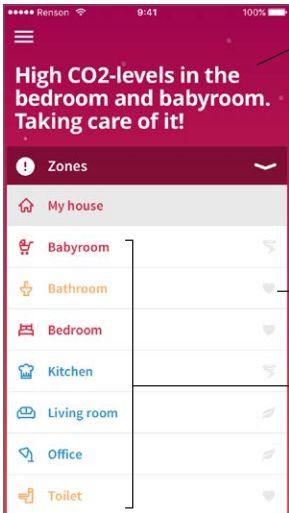 Renson 9:41 100%
High CO2-levels in the
bedroom and babyroom.
Taking care of it!
Zones
My house
Babyroom
Bathroom
Bedroom
Kitchen
Living room
Office
Toilet